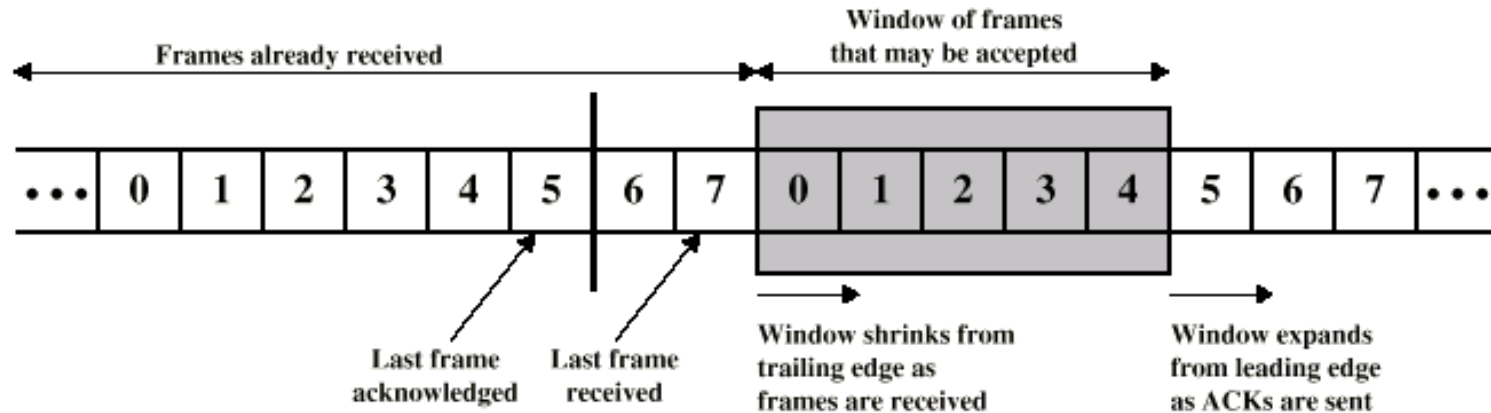 Window of frames
that may be accepted
Frames already received
••• 0 1 2 3 4 5 6 7 0 1 2 3 4 5 6 7 •••
Last frame
acknowledged
Last frame
received
Window shrinks from
trailing edge as
frames are received
Window expands
from leading edge
as ACKs are sent